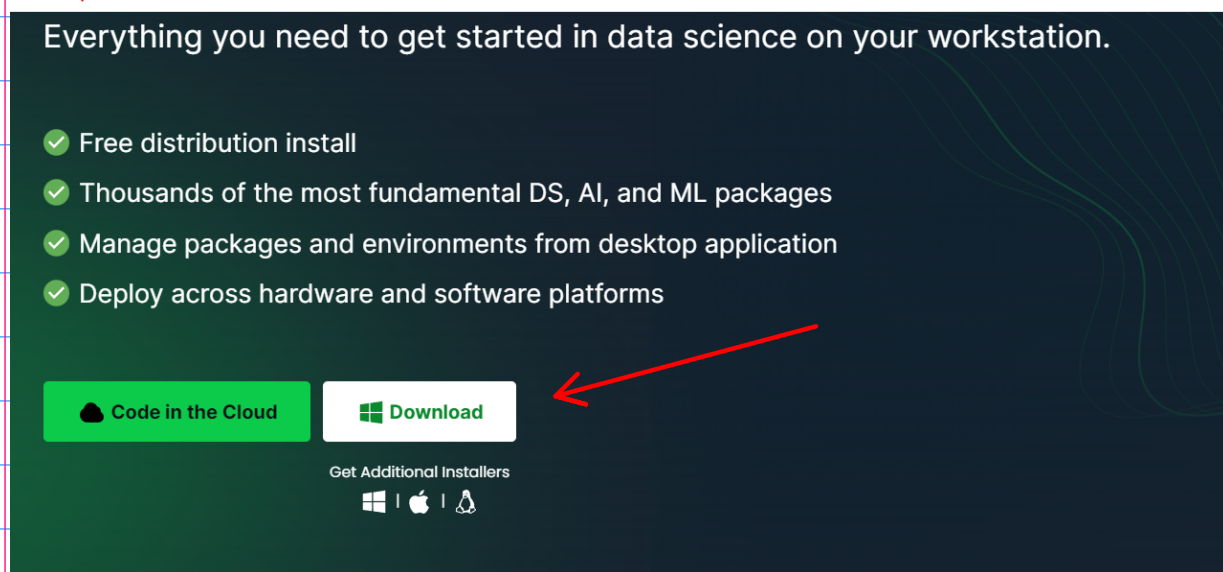 Everything you need to get started in data science on your workstation.
Free distribution install
Thousands of the most fundamental DS, AI, and ML packages
Manage packages and environments from desktop application
Deploy across hardware and software platforms
Code in the Cloud
Download
Get Additional Installers